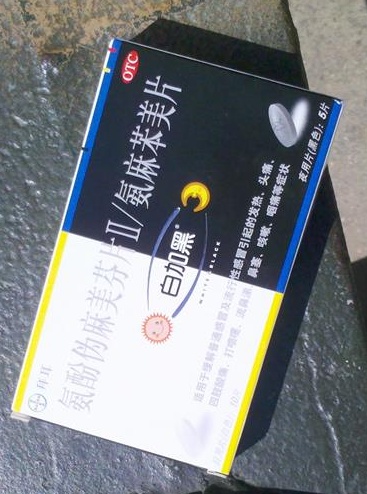 OTC
氨酚伪麻美芬片Ⅱ/氨麻苯美片
白加黑®
WHITE & BLACK
适用于缓解普通感冒及流行性感冒引起的发热、头痛、
四肢酸痛、打喷嚏、流鼻涕、鼻塞、咳嗽、咽痛等症状
夜用片(黑色)：5片
拜耳